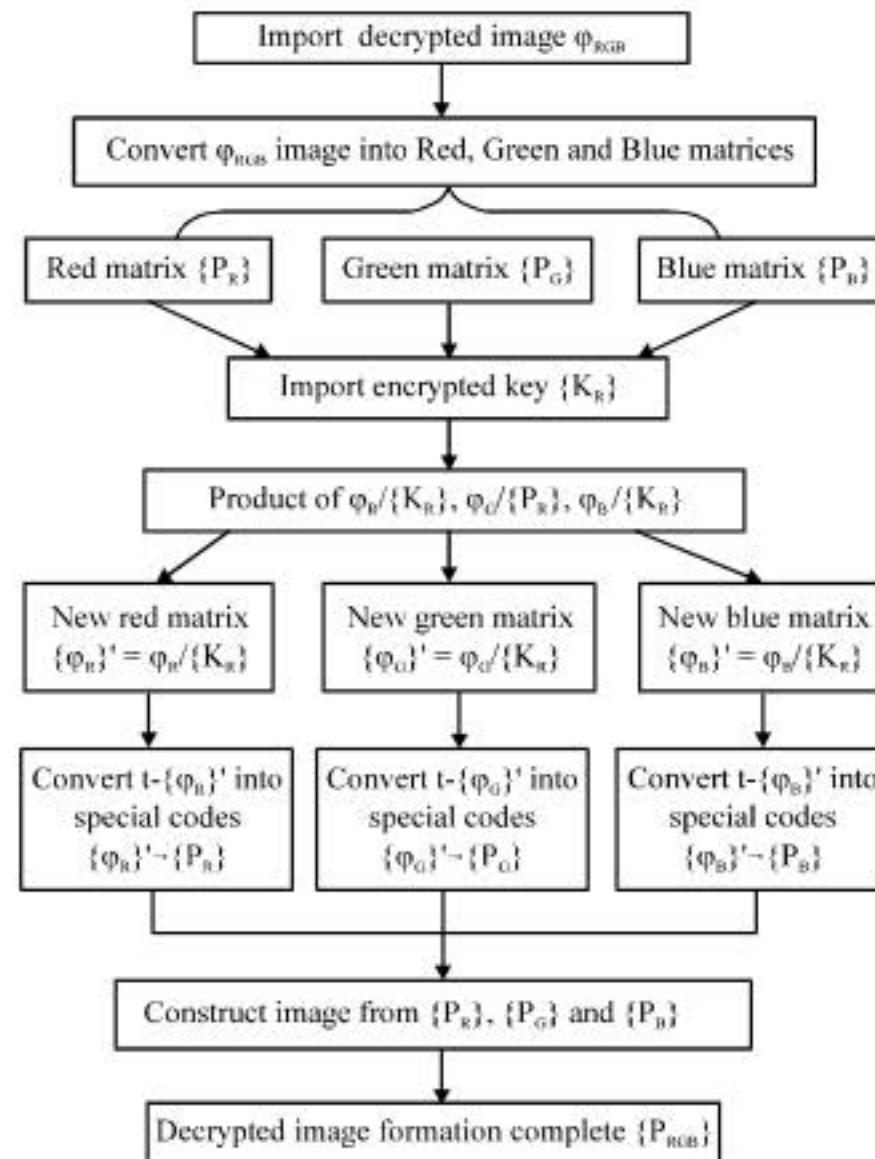 Import decrypted image φRGB
Convert φRGB image into Red, Green and Blue matrices
Red matrix {PR}
Green matrix {PG}
Blue matrix {PB}
Import encrypted key {KR}
Product of φR/{KR}, φG/{PR}, φB/{KR}
New red matrix
{φR}' = φR/{KR}
New green matrix
{φG}' = φG/{KR}
New blue matrix
{φB}' = φB/{KR}
Convert t-{φR}' into
special codes
{φR}'¬{PR}
Convert t-{φG}' into
special codes
{φG}'¬{PG}
Convert t-{φB}' into
special codes
{φB}'¬{PB}
Construct image from {PR}, {PG} and {PB}
Decrypted image formation complete {PRGB}